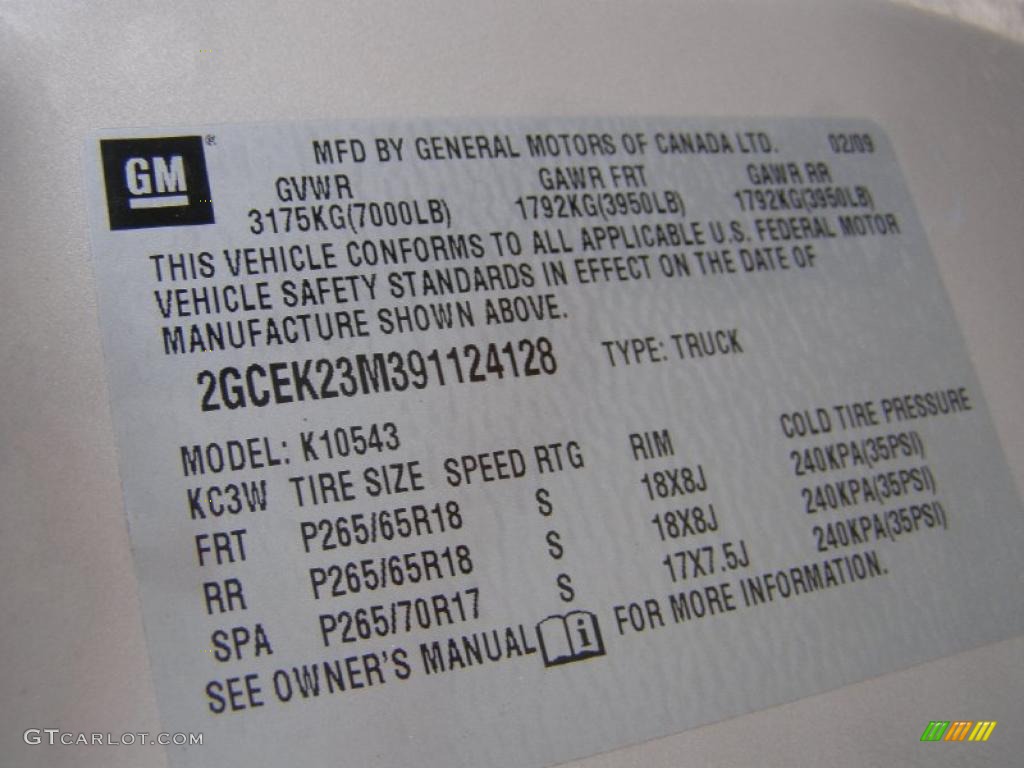 GM® MFD BY GENERAL MOTORS OF CANADA LTD. 02/09
GVWR GAWR FRT GAWR RR
3175KG(7000LB) 1792KG(3950LB) 1792KG(3950LB)
THIS VEHICLE CONFORMS TO ALL APPLICABLE U.S. FEDERAL MOTOR
VEHICLE SAFETY STANDARDS IN EFFECT ON THE DATE OF
MANUFACTURE SHOWN ABOVE.
2GCEK23M391124128 TYPE: TRUCK
MODEL: K10543
KC3W TIRE SIZE SPEED RTG RIM COLD TIRE PRESSURE
FRT P265/65R18 S 18X8J 240KPA(35PSI)
RR P265/65R18 S 18X8J 240KPA(35PSI)
SPA P265/70R17 S 17X7.5J 240KPA(35PSI)
SEE OWNER'S MANUAL i FOR MORE INFORMATION.
GTCARLOT.COM